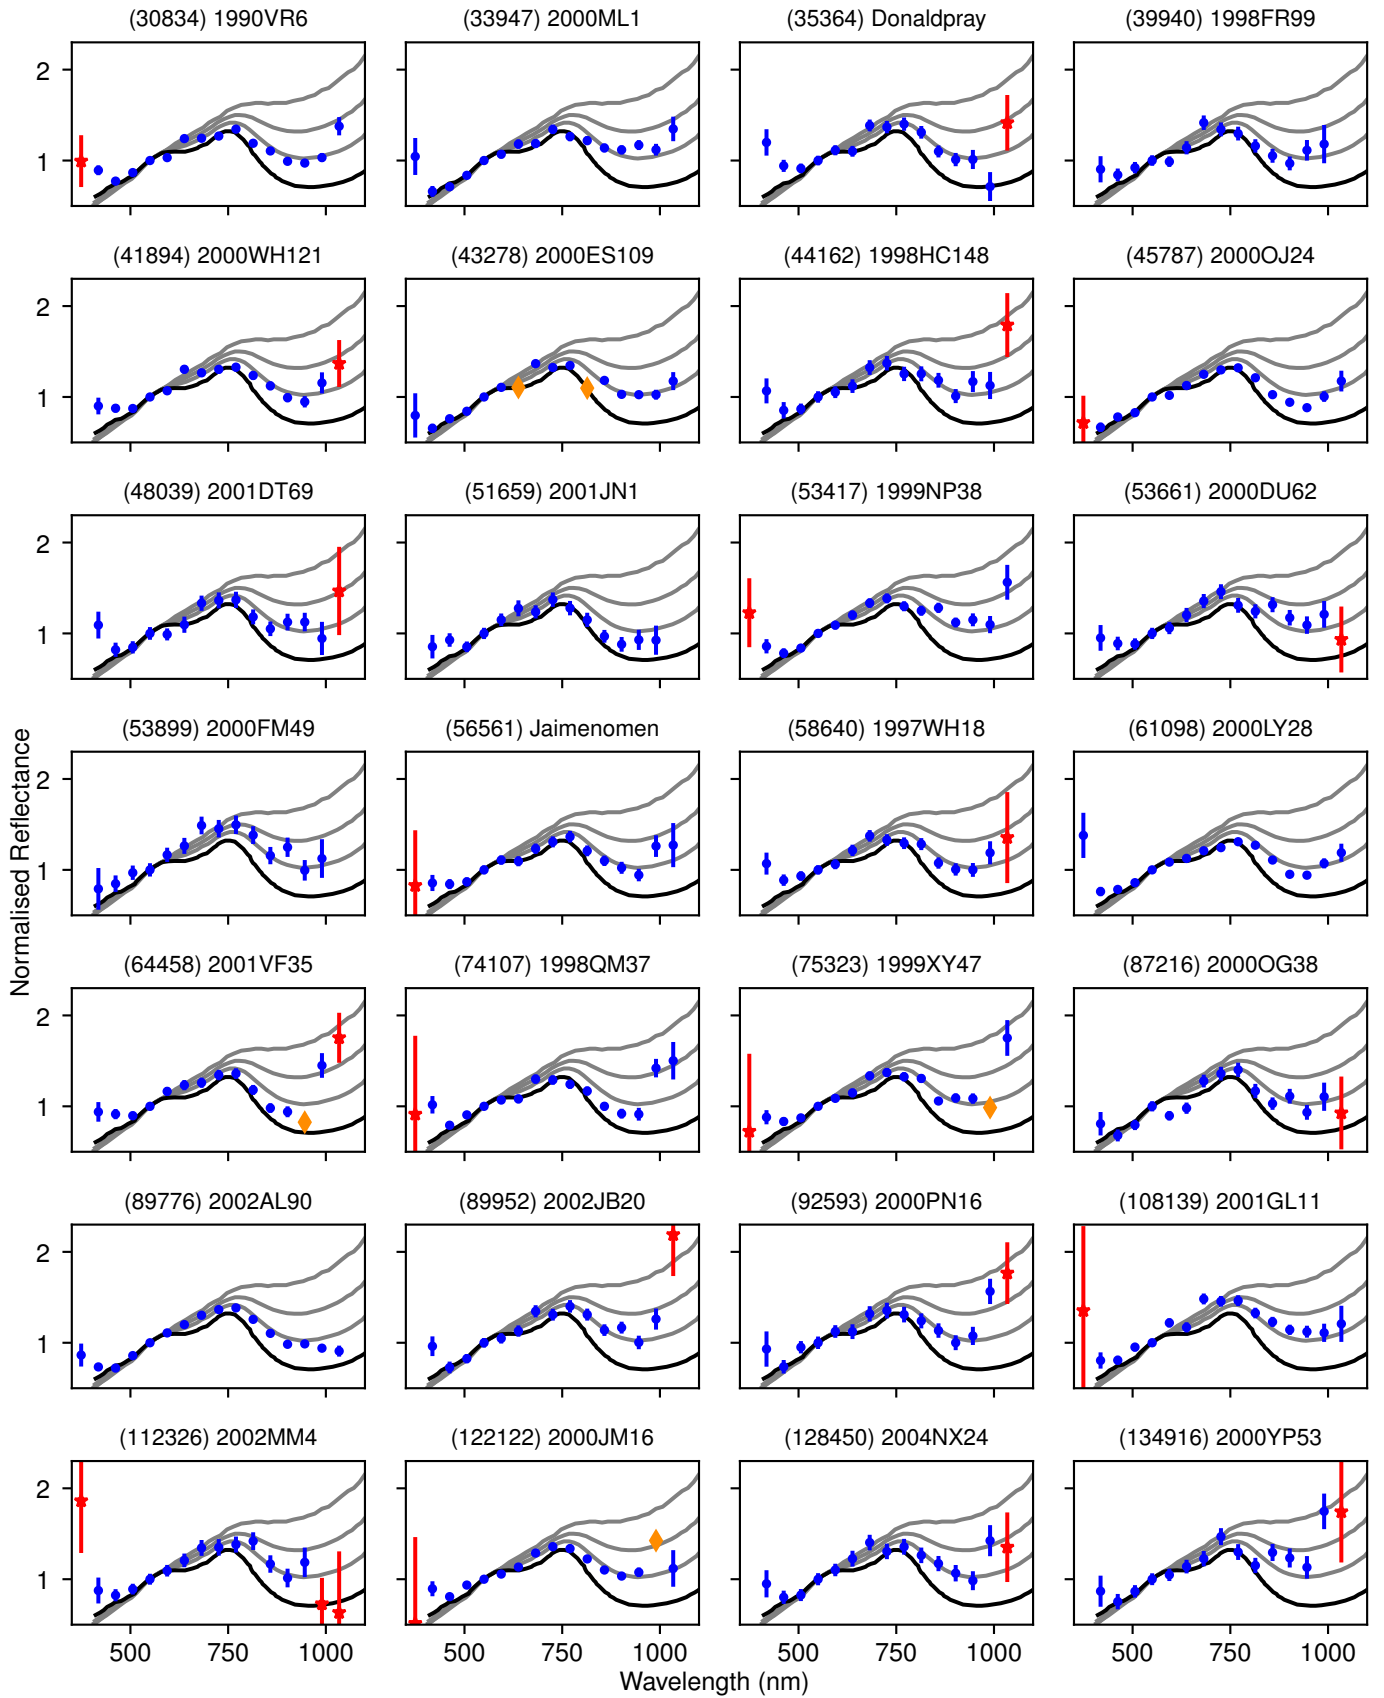 (30834) 1990VR6
(33947) 2000ML1
(35364) Donaldpray
(39940) 1998FR99
2
1
(41894) 2000WH121
(43278) 2000ES109
(44162) 1998HC148
(45787) 2000OJ24
2
1
(48039) 2001DT69
(51659) 2001JN1
(53417) 1999NP38
(53661) 2000DU62
2
1
(53899) 2000FM49
(56561) Jaimenomen
(58640) 1997WH18
(61098) 2000LY28
2
1
Normalised Reflectance
(64458) 2001VF35
(74107) 1998QM37
(75323) 1999XY47
(87216) 2000OG38
2
1
(89776) 2002AL90
(89952) 2002JB20
(92593) 2000PN16
(108139) 2001GL11
2
1
(112326) 2002MM4
(122122) 2000JM16
(128450) 2004NX24
(134916) 2000YP53
2
1
500 750 1000
500 750 1000
500 750 1000
500 750 1000
Wavelength (nm)